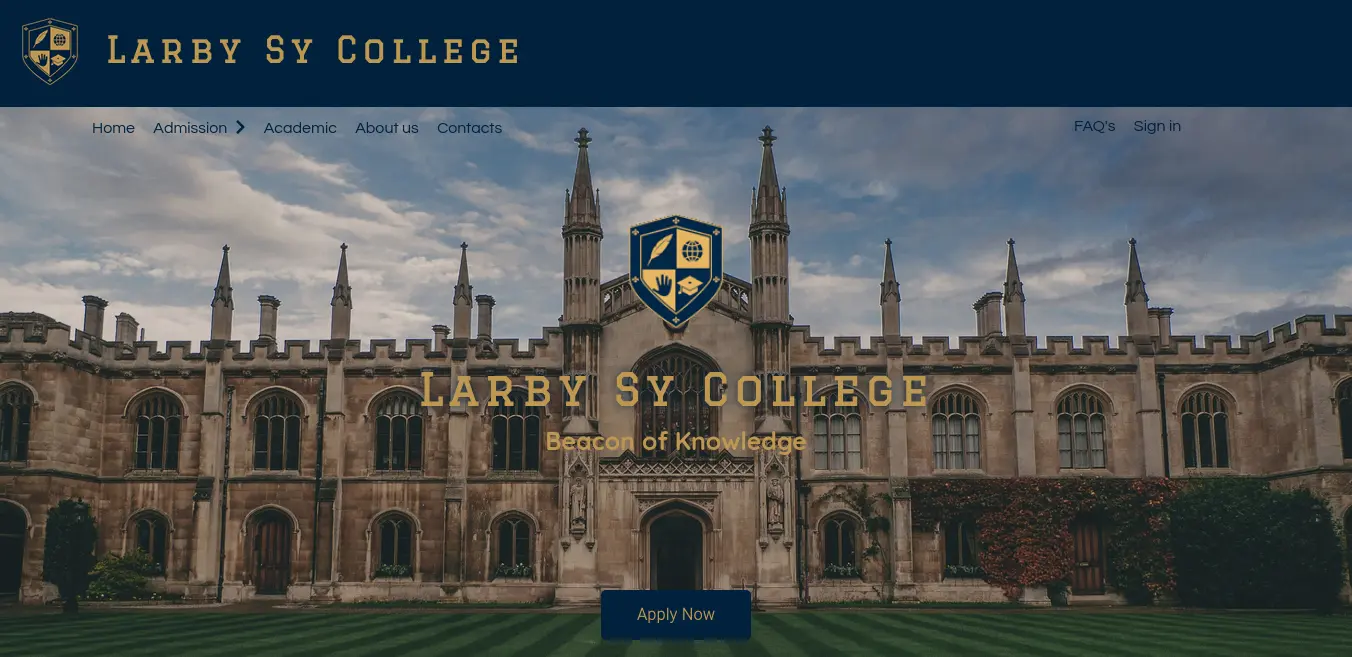 Larby Sy College
Home Admission Academic About us Contacts FAQ's Sign in
Larby Sy College
Beacon of Knowledge
Apply Now